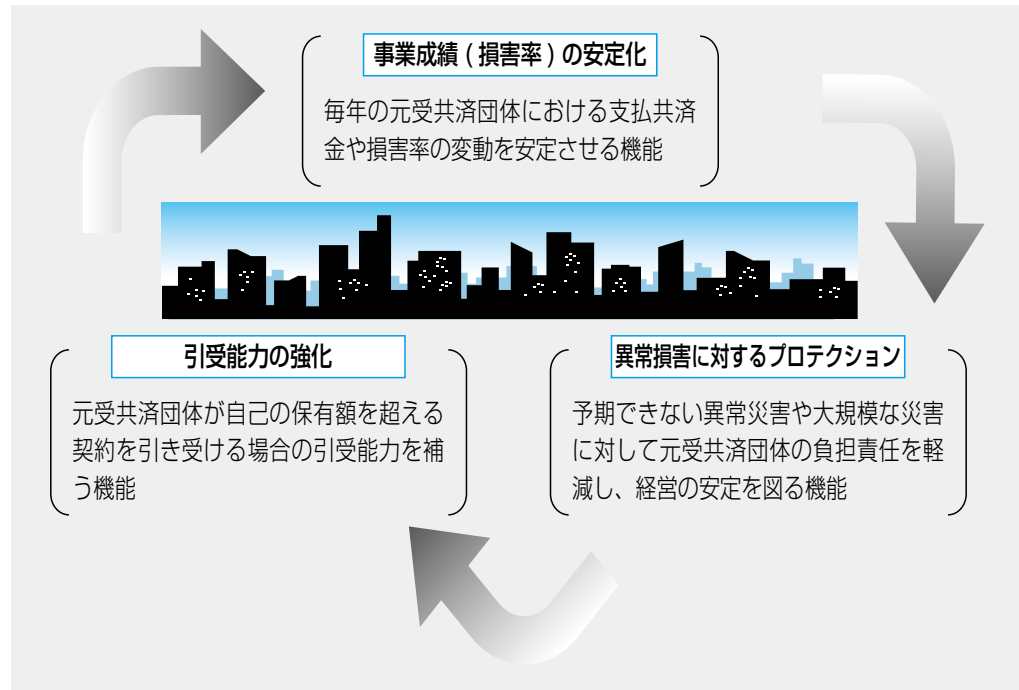 事業成績 ( 損害率 ) の安定化
毎年の元受共済団体における支払共済
金や損害率の変動を安定させる機能
引受能力の強化
元受共済団体が自己の保有額を超える
契約を引き受ける場合の引受能力を補
う機能
異常損害に対するプロテクション
予期できない異常災害や大規模な災害
に対して元受共済団体の負担責任を軽
減し、経営の安定を図る機能